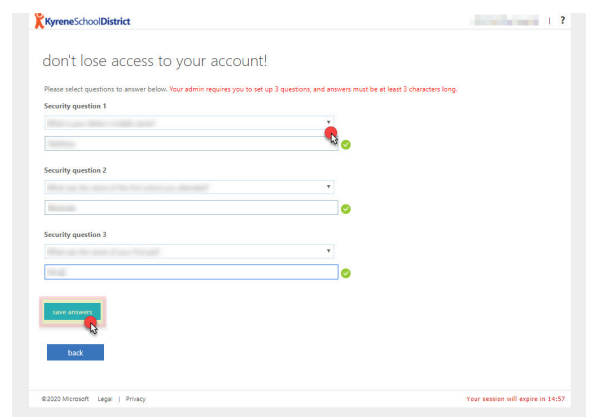 KyreneSchoolDistrict
| ?
don't lose access to your account!
Please select questions to answer below. Your admin requires you to set up 3 questions, and answers must be at least 3 characters long.
Security question 1
Security question 2
Security question 3
save answers
back
©2020 Microsoft Legal | Privacy
Your session will expire in 14:57